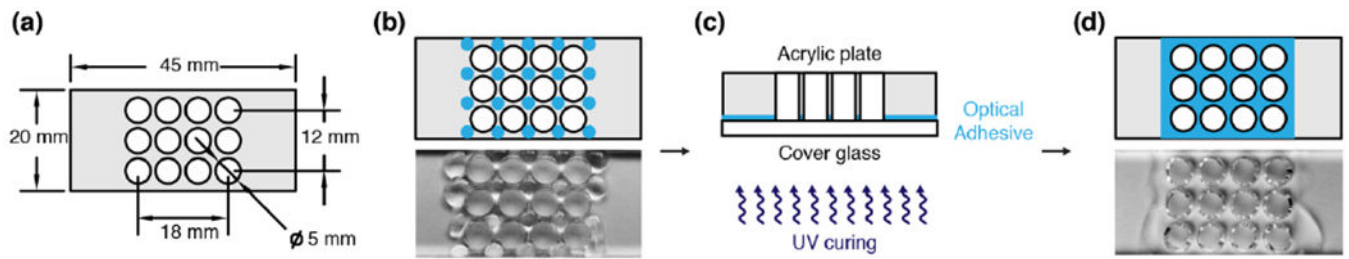 (a)
45 mm
20 mm
12 mm
18 mm
ϕ 5 mm
(b)
(c)
Acrylic plate
Optical
Adhesive
Cover glass
UV curing
(d)